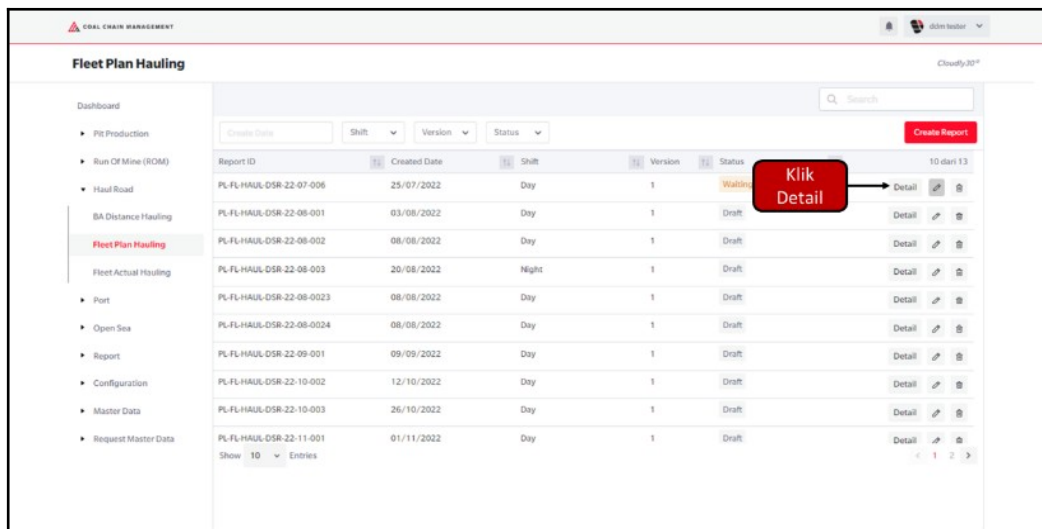 COAL CHAIN MANAGEMENT
ddm tester
Fleet Plan Hauling
Cloudly30°
Search
Dashboard
Pit Production
Run Of Mine (ROM)
Haul Road
BA Distance Hauling
Fleet Plan Hauling
Fleet Actual Hauling
Port
Open Sea
Report
Configuration
Master Data
Request Master Data
Create Date Shift Version Status Create Report
Report ID Created Date Shift Version Status 10 dari 13
PL-FL-HAUL-DSR-22-07-006 25/07/2022 Day 1 Waiting Detail
Klik
Detail
PL-FL-HAUL-DSR-22-08-001 03/08/2022 Day 1 Draft Detail
PL-FL-HAUL-DSR-22-08-002 08/08/2022 Day 1 Draft Detail
PL-FL-HAUL-DSR-22-08-003 20/08/2022 Night 1 Draft Detail
PL-FL-HAUL-DSR-22-08-0023 08/08/2022 Day 1 Draft Detail
PL-FL-HAUL-DSR-22-08-0024 08/08/2022 Day 1 Draft Detail
PL-FL-HAUL-DSR-22-09-001 09/09/2022 Day 1 Draft Detail
PL-FL-HAUL-DSR-22-10-002 12/10/2022 Day 1 Draft Detail
PL-FL-HAUL-DSR-22-10-003 26/10/2022 Day 1 Draft Detail
PL-FL-HAUL-DSR-22-11-001 01/11/2022 Day 1 Draft Detail
Show 10 Entries < 1 2 >